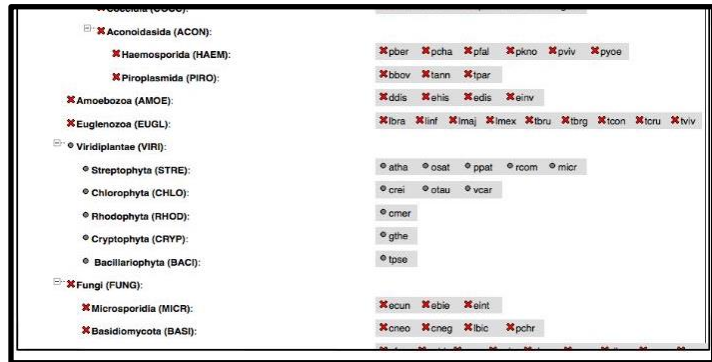 Aconoidasida (ACON):
Haemosporida (HAEM): pber pcha pfal pkno pviv pyoe
Piroplasmida (PIRO): bbov tann tpar
Amoebozoa (AMOE): ddis ehis edis einv
Euglenozoa (EUGL): lbra linf lmaj lmex tbru tbrg tcon tcru tviv
Viridiplantae (VIRI):
Streptophyta (STRE): atha osat ppat rcom micr
Chlorophyta (CHLO): crei otau vcar
Rhodophyta (RHOD): cmer
Cryptophyta (CRYP): gthe
Bacillariophyta (BACI): tpse
Fungi (FUNG):
Microsporidia (MICR): ecun ebie eint
Basidiomycota (BASI): cneo cneg lbic pchr